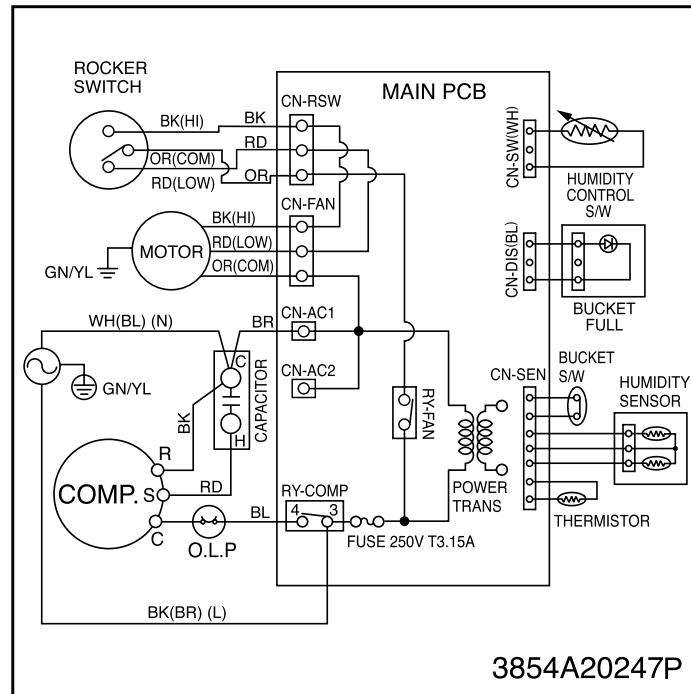 ROCKER
SWITCH
BK(HI)
OR(COM)
RD(LOW)
BK
RD
OR
CN-RSW
MAIN PCB
CN-SW(WH)
HUMIDITY
CONTROL
S/W
CN-FAN
BK(HI)
RD(LOW)
OR(COM)
MOTOR
GN/YL
CN-DIS(BL)
BUCKET
FULL
WH(BL) (N)
BR
CN-AC1
CN-AC2
GN/YL
C
H
CAPACITOR
BK
RY-FAN
POWER
TRANS
CN-SEN
BUCKET
S/W
HUMIDITY
SENSOR
THERMISTOR
COMP.
R
S
C
RD
O.L.P
BL
RY-COMP
4
3
FUSE 250V T3.15A
BK(BR) (L)
3854A20247P